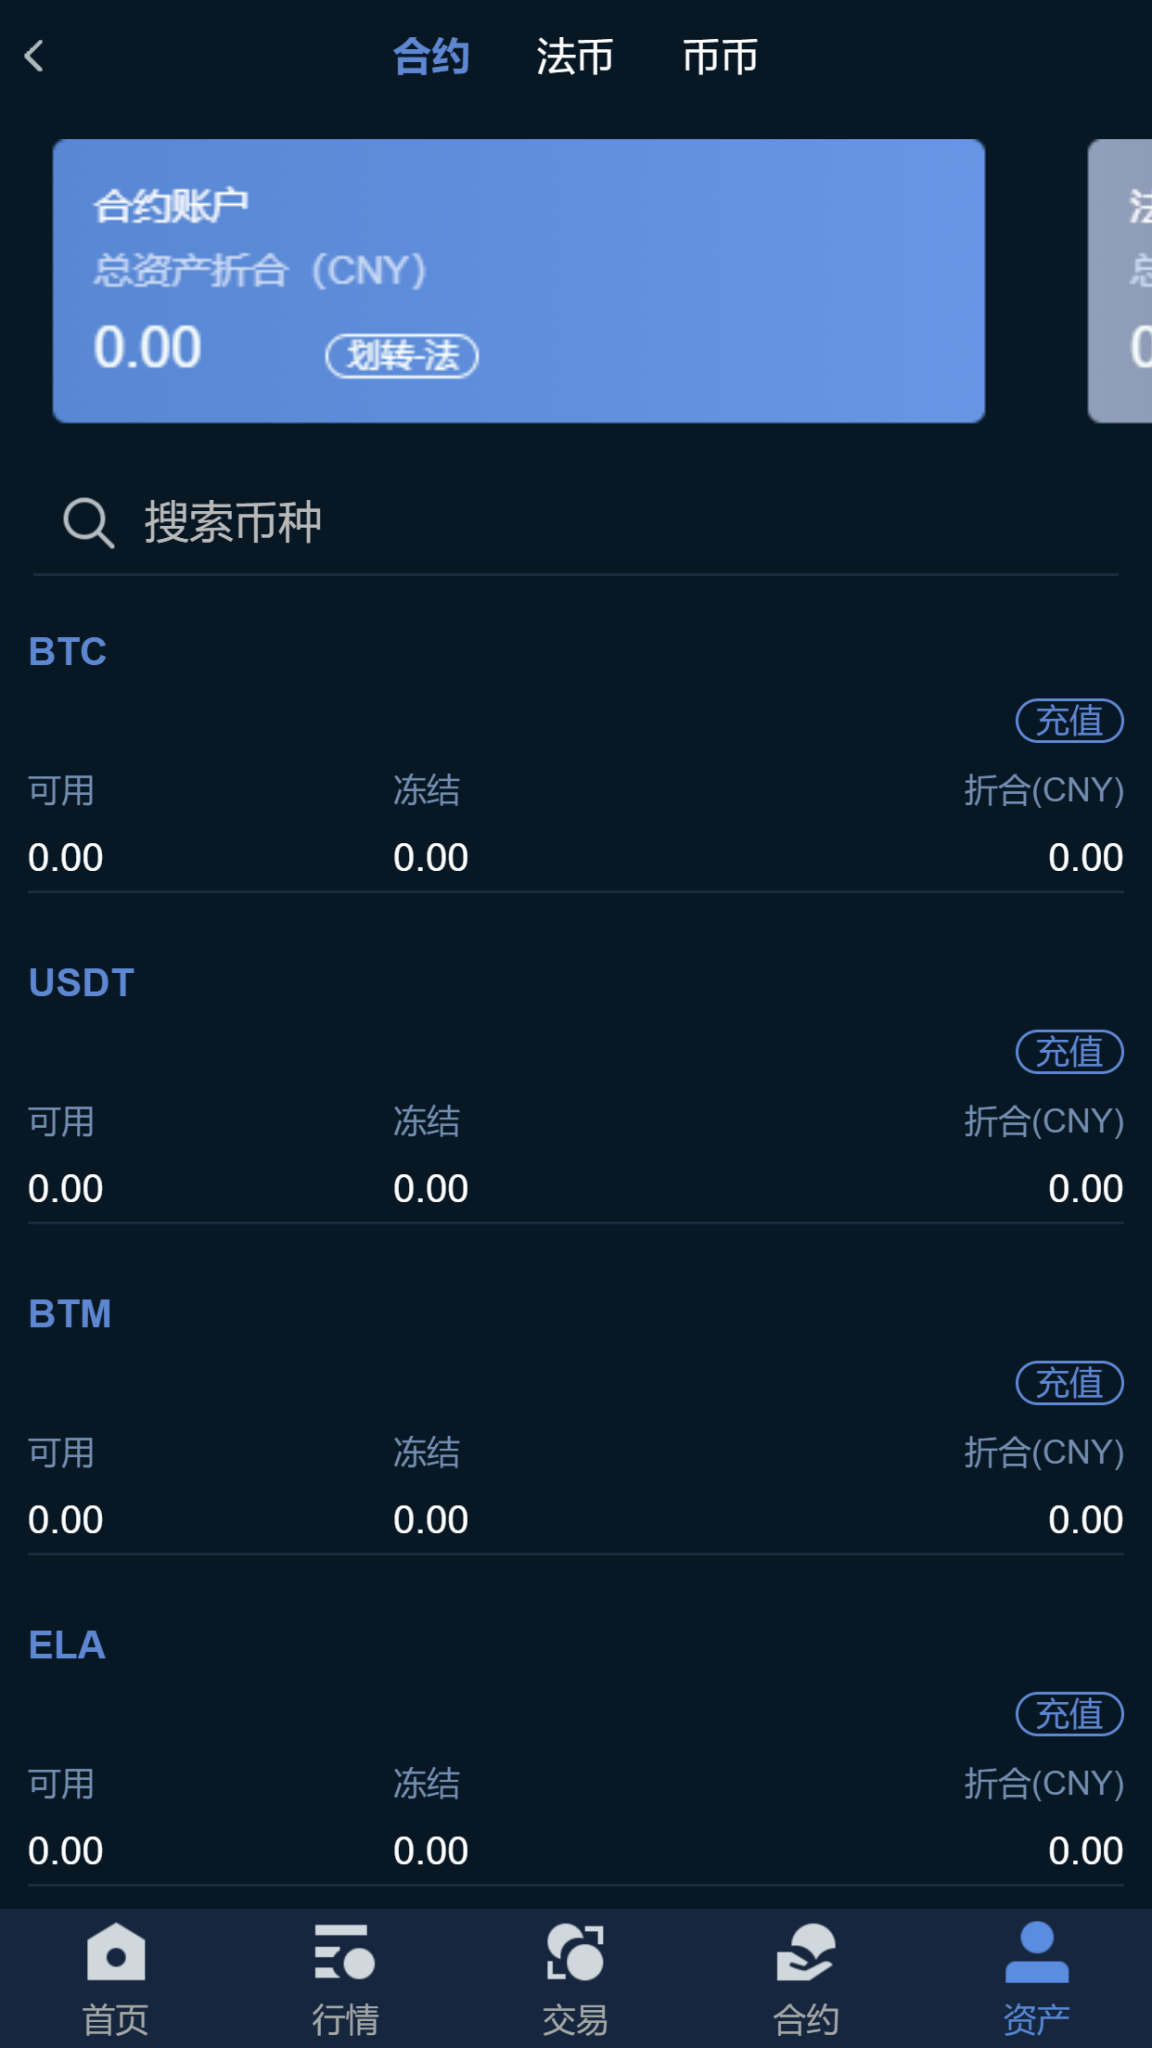 合约 法币 币币
合约账户
总资产折合（CNY）
0.00 划转-法
搜索币种
BTC
充值
可用 冻结 折合(CNY)
0.00 0.00 0.00
USDT
充值
可用 冻结 折合(CNY)
0.00 0.00 0.00
BTM
充值
可用 冻结 折合(CNY)
0.00 0.00 0.00
ELA
充值
可用 冻结 折合(CNY)
0.00 0.00 0.00
首页 行情 交易 合约 资产